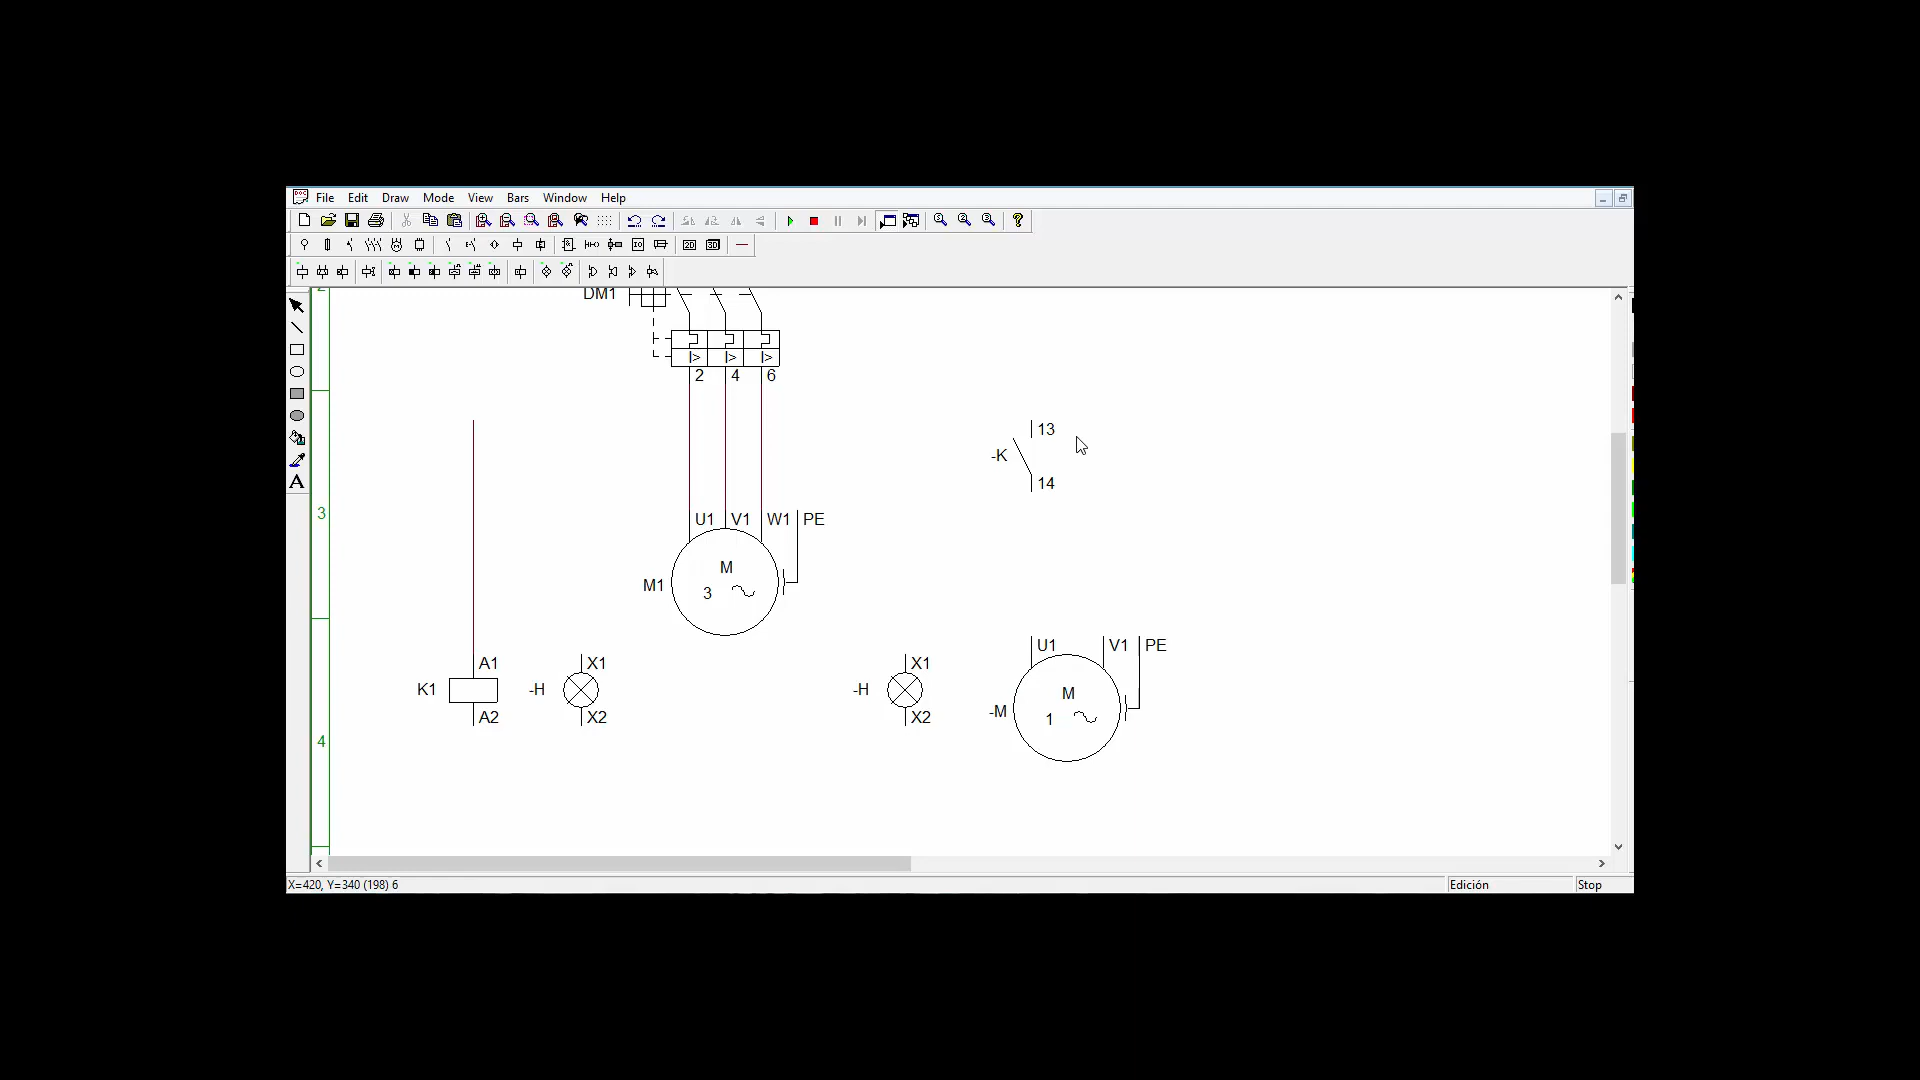 File Edit Draw Mode View Bars Window Help
DM1
I> I> I>
2 4 6
13
-K
14
3
U1 V1 W1 PE
M
M1
3
U1 V1 PE
A1 X1 X1
K1 -H -H
M
-M
1
A2 X2 X2
4
X=420, Y=340 (198) 6 Edición Stop